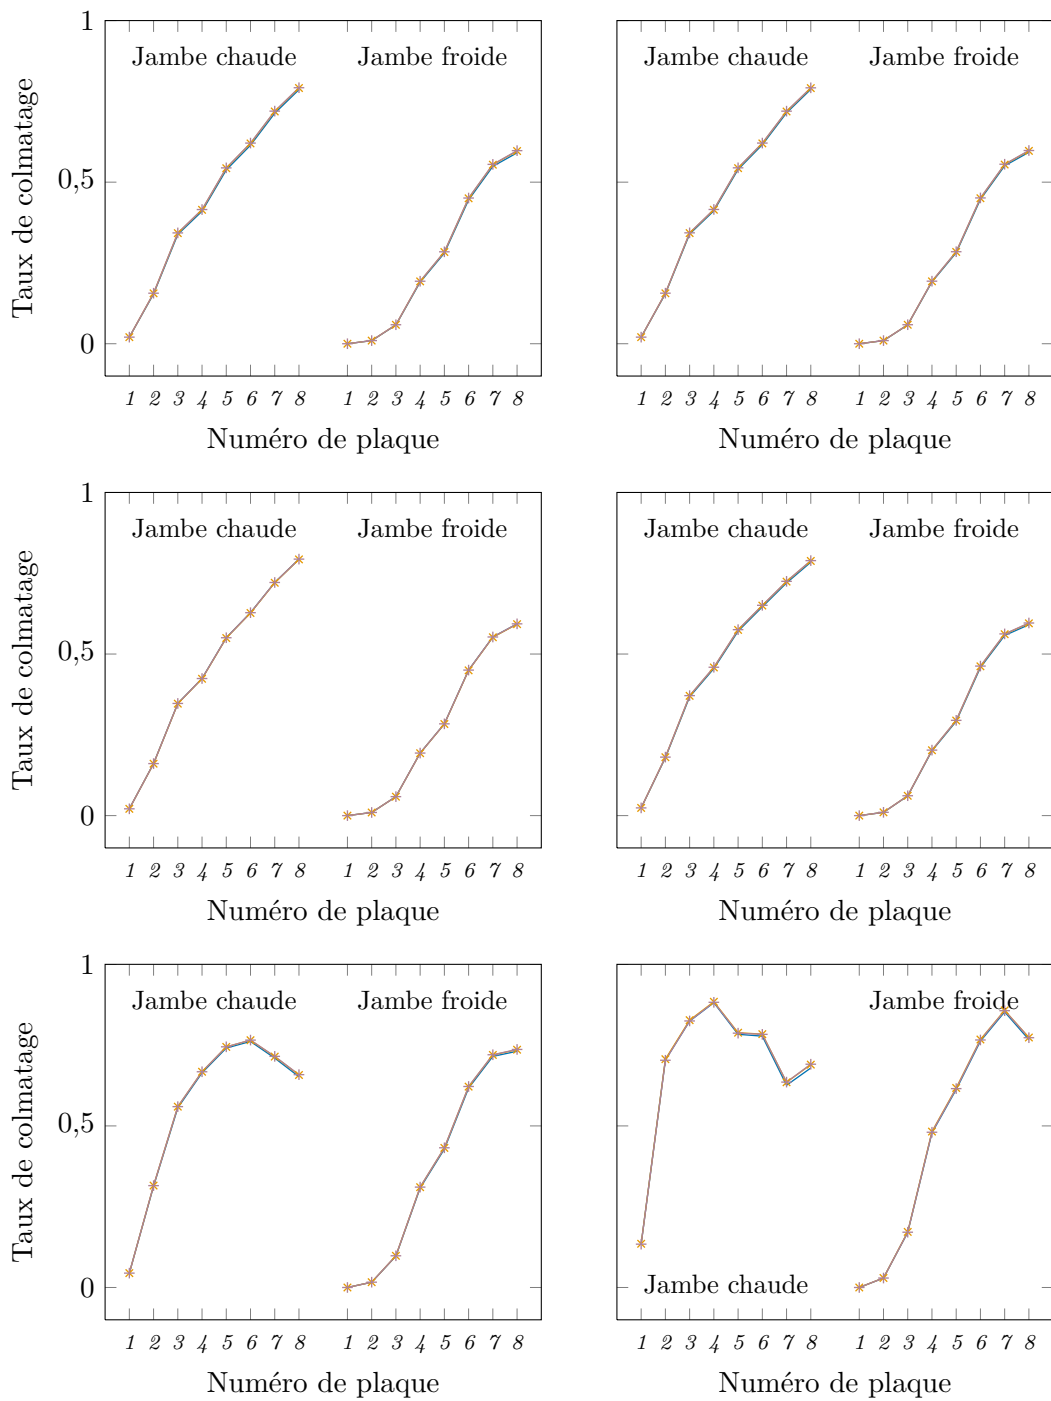 1
Jambe chaude Jambe froide Jambe chaude Jambe froide
Taux de colmatage
0,5
0
1 2 3 4 5 6 7 8 1 2 3 4 5 6 7 8 1 2 3 4 5 6 7 8 1 2 3 4 5 6 7 8
Numéro de plaque Numéro de plaque
1
Jambe chaude Jambe froide Jambe chaude Jambe froide
Taux de colmatage
0,5
0
1 2 3 4 5 6 7 8 1 2 3 4 5 6 7 8 1 2 3 4 5 6 7 8 1 2 3 4 5 6 7 8
Numéro de plaque Numéro de plaque
1
Jambe chaude Jambe froide Jambe froide
Taux de colmatage
0,5
0
Jambe chaude
1 2 3 4 5 6 7 8 1 2 3 4 5 6 7 8 1 2 3 4 5 6 7 8 1 2 3 4 5 6 7 8
Numéro de plaque Numéro de plaque